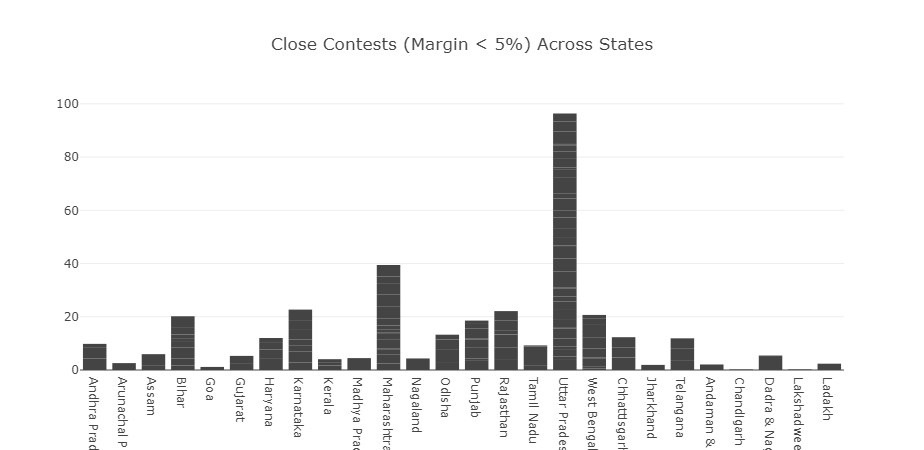 Close Contests (Margin < 5%) Across States
100
80
60
40
20
0
Andhra Prad
Arunachal P
Assam
Bihar
Goa
Gujarat
Haryana
Karnataka
Kerala
Madhya Prad
Maharashtra
Nagaland
Odisha
Punjab
Rajasthan
Tamil Nadu
Uttar Prades
West Bengal
Chhattisgarh
Jharkhand
Telangana
Andaman &
Chandigarh
Dadra & Nag
Lakshadwee
Ladakh